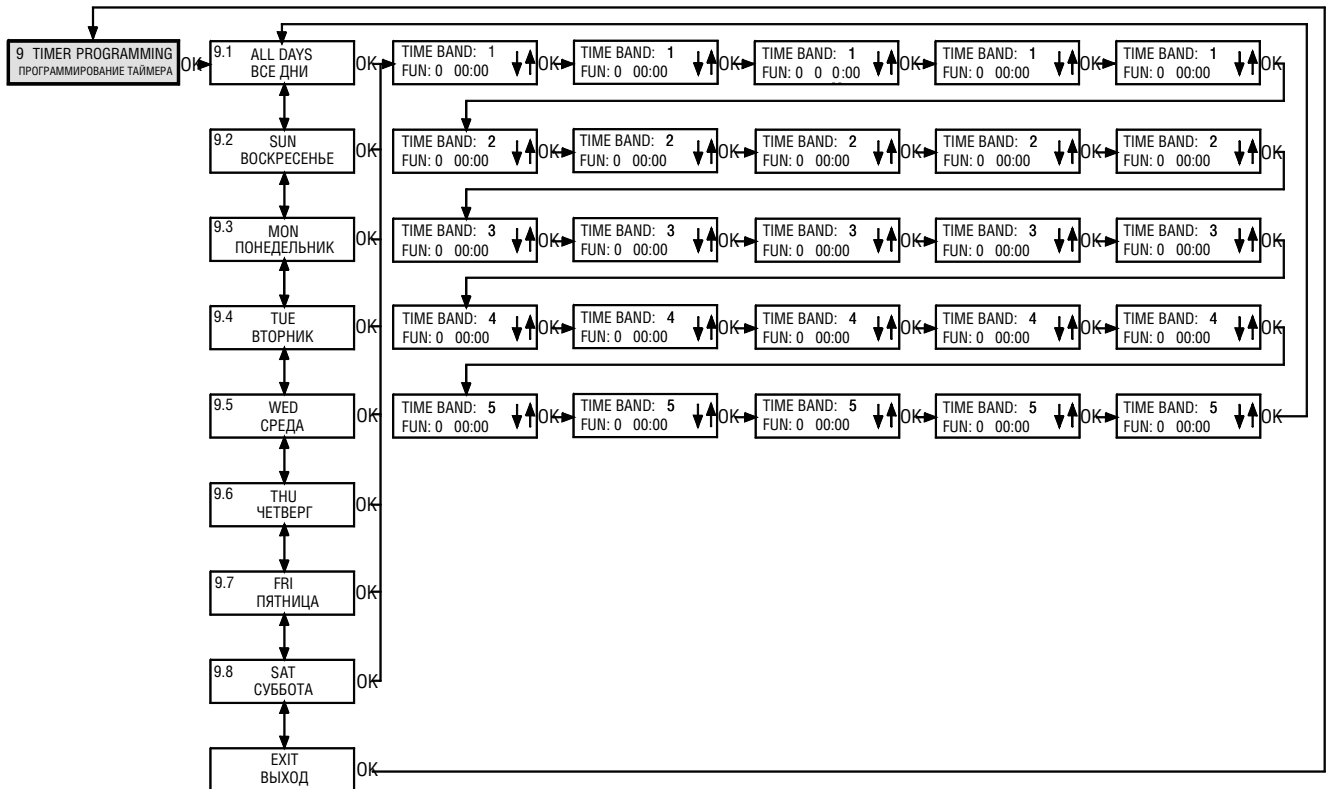 9 TIMER PROGRAMMING
ПРОГРАММИРОВАНИЕ ТАЙМЕРА
OK
9.1 ALL DAYS
ВСЕ ДНИ
OK
TIME BAND: 1
FUN: 0 00:00
OK
TIME BAND: 1
FUN: 0 00:00
OK
TIME BAND: 1
FUN: 0 0 0:00
OK
TIME BAND: 1
FUN: 0 00:00
OK
TIME BAND: 1
FUN: 0 00:00
OK
9.2 SUN
ВОСКРЕСЕНЬЕ
OK
TIME BAND: 2
FUN: 0 00:00
OK
TIME BAND: 2
FUN: 0 00:00
OK
TIME BAND: 2
FUN: 0 00:00
OK
TIME BAND: 2
FUN: 0 00:00
OK
TIME BAND: 2
FUN: 0 00:00
OK
9.3 MON
ПОНЕДЕЛЬНИК
OK
TIME BAND: 3
FUN: 0 00:00
OK
TIME BAND: 3
FUN: 0 00:00
OK
TIME BAND: 3
FUN: 0 00:00
OK
TIME BAND: 3
FUN: 0 00:00
OK
TIME BAND: 3
FUN: 0 00:00
OK
9.4 TUE
ВТОРНИК
OK
TIME BAND: 4
FUN: 0 00:00
OK
TIME BAND: 4
FUN: 0 00:00
OK
TIME BAND: 4
FUN: 0 00:00
OK
TIME BAND: 4
FUN: 0 00:00
OK
TIME BAND: 4
FUN: 0 00:00
OK
9.5 WED
СРЕДА
OK
TIME BAND: 5
FUN: 0 00:00
OK
TIME BAND: 5
FUN: 0 00:00
OK
TIME BAND: 5
FUN: 0 00:00
OK
TIME BAND: 5
FUN: 0 00:00
OK
TIME BAND: 5
FUN: 0 00:00
OK
9.6 THU
ЧЕТВЕРГ
OK
9.7 FRI
ПЯТНИЦА
OK
9.8 SAT
СУББОТА
OK
EXIT
ВЫХОД
OK